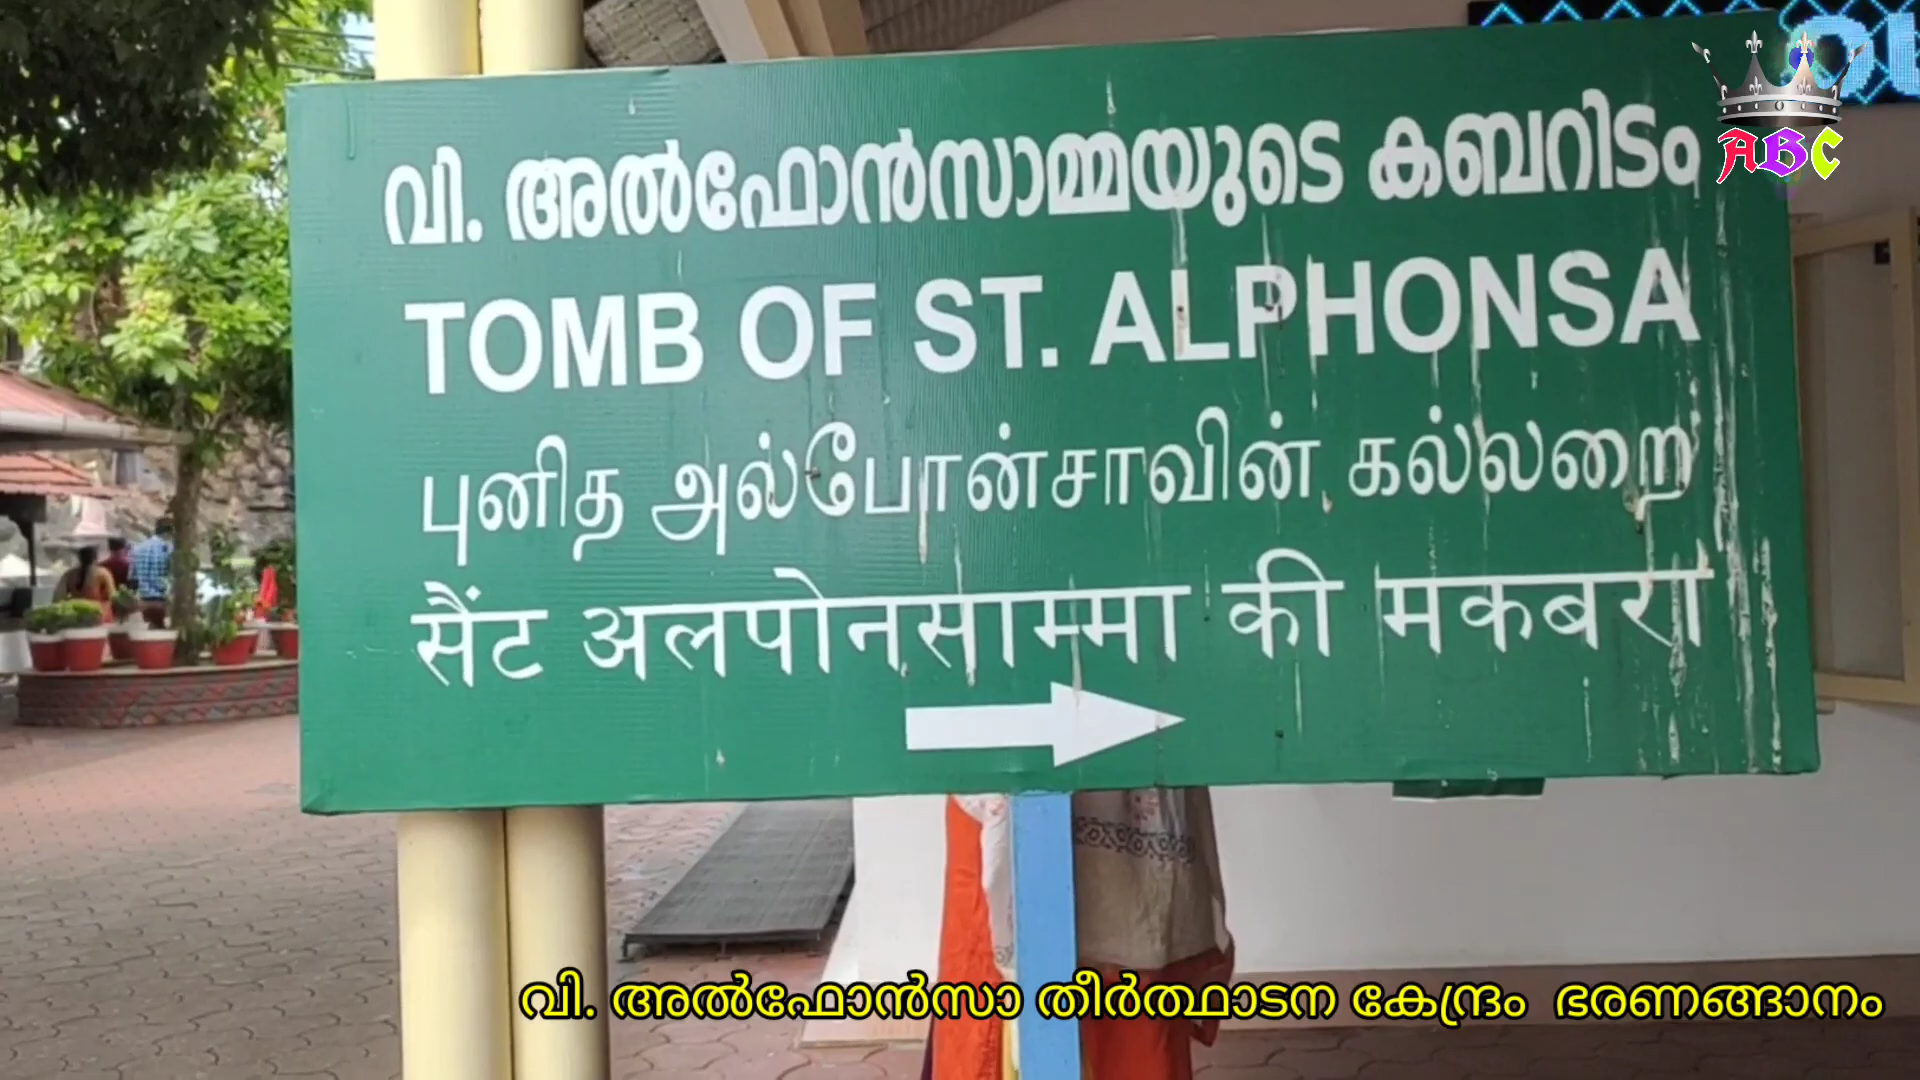 ABC
വി. അൽഫോൻസാമ്മയുടെ കബറിടം
TOMB OF ST. ALPHONSA
புனித அல்போன்சாவின் கல்லறை
सैंट अलपोनसाम्मा की मकबरा
വി. അൽഫോൻസാ തീർത്ഥാടന കേന്ദ്രം ഭരണങ്ങാനം